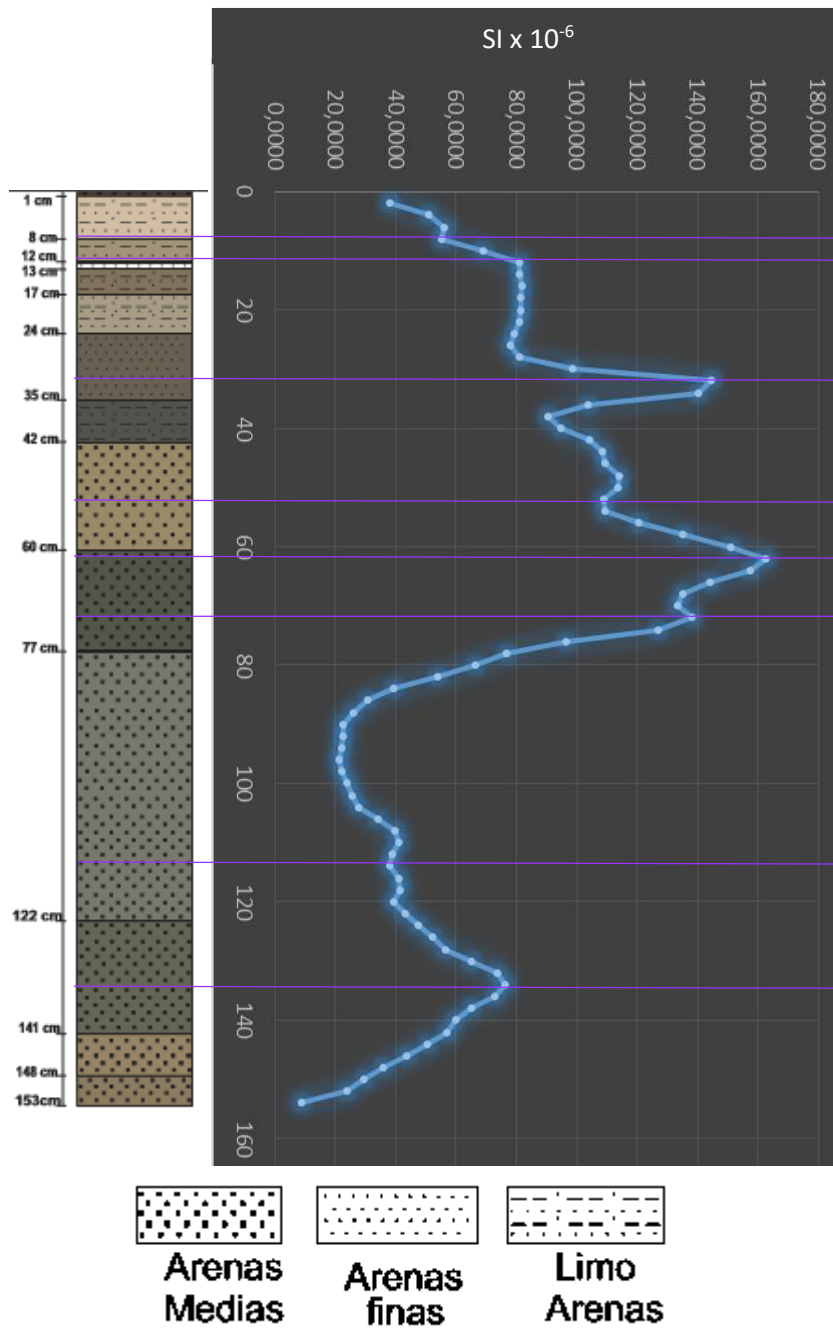 SI x 10⁻⁶
0,0000
20,0000
40,0000
60,0000
80,0000
100,0000
120,0000
140,0000
160,0000
180,0000
0
20
40
60
80
100
120
140
160
1 cm
8 cm
12 cm
13 cm
17 cm
24 cm
35 cm
42 cm
60 cm
77 cm
122 cm
141 cm
148 cm
153cm
Arenas
Medias
Arenas
finas
Limo
Arenas